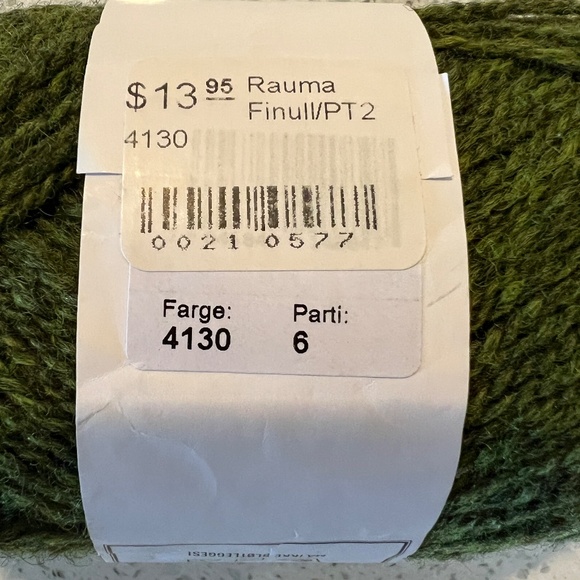 $13 95 Rauma
Finull/PT2
4130
0021 0577
Farge: Parti:
4130 6